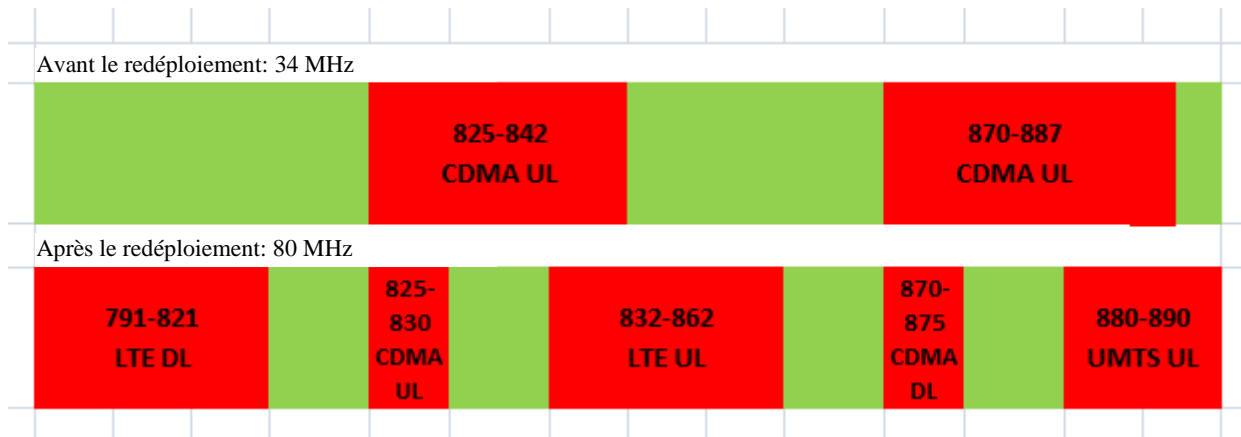 Avant le redéploiement: 34 MHz
825-842
CDMA UL
870-887
CDMA UL
Après le redéploiement: 80 MHz
791-821
LTE DL
825-
830
CDMA
UL
832-862
LTE UL
870-
875
CDMA
DL
880-890
UMTS UL